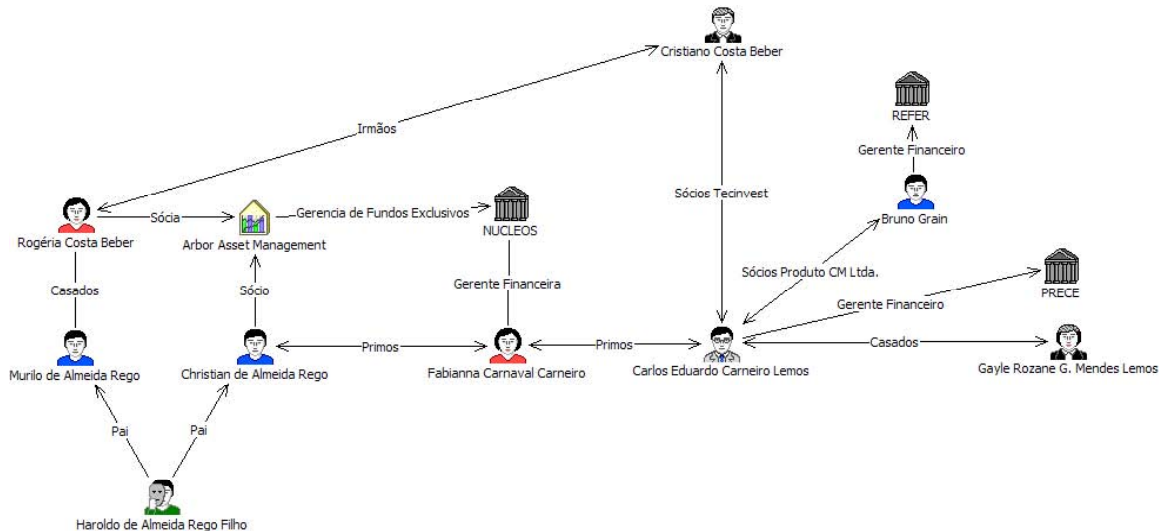 Cristiano Costa Beber
REFER
Irmãos
Gerente Financeiro
Sócios Tecinvest
Bruno Grain
Sócia
Gerencia de Fundos Exclusivos
NUCLEOS
Rogéria Costa Beber
Arbor Asset Management
Sócios Produto CM Ltda.
Gerente Financeira
PRECE
Casados
Sócio
Gerente Financeiro
Primos
Primos
Casados
Murilo de Almeida Rego
Christian de Almeida Rego
Fabianna Carnaval Carneiro
Carlos Eduardo Carneiro Lemos
Gayle Rozane G. Mendes Lemos
Pai
Pai
Haroldo de Almeida Rego Filho